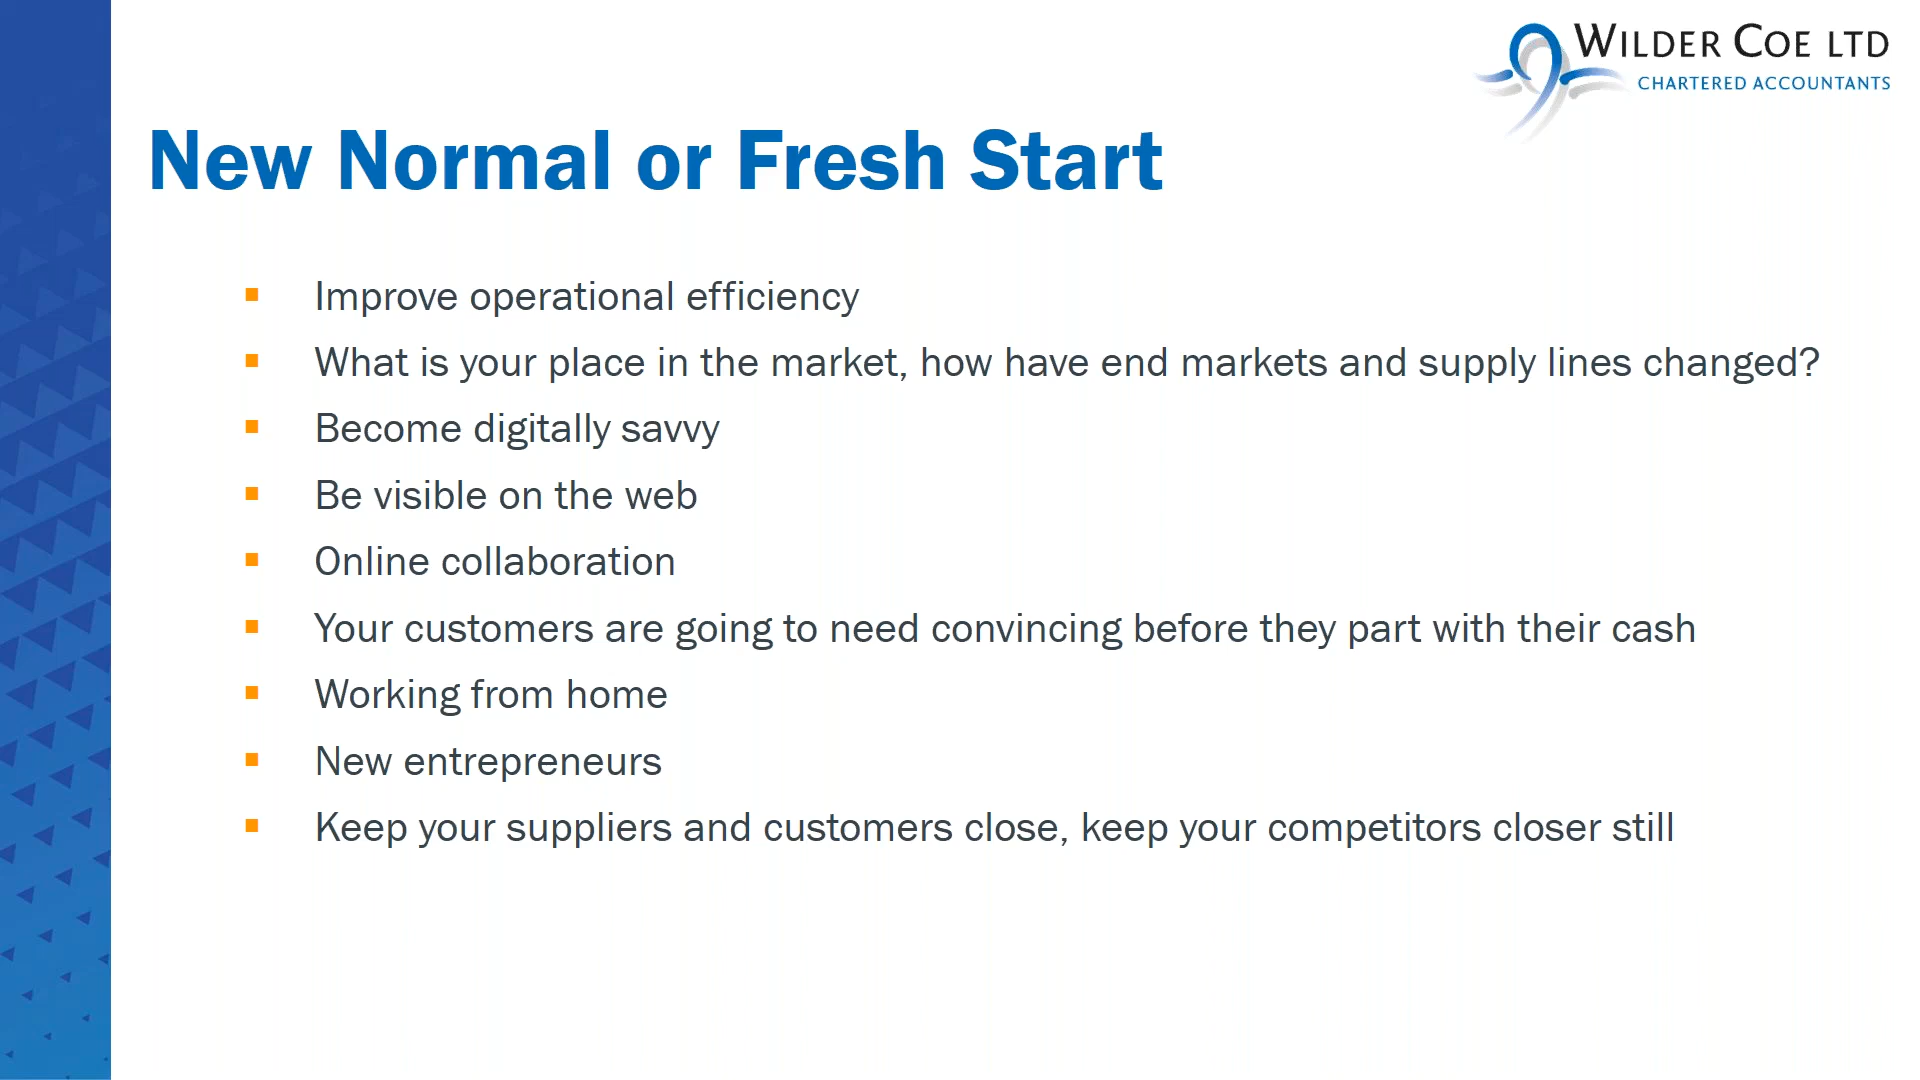 WILDER COE LTD
CHARTERED ACCOUNTANTS
New Normal or Fresh Start
Improve operational efficiency
What is your place in the market, how have end markets and supply lines changed?
Become digitally savvy
Be visible on the web
Online collaboration
Your customers are going to need convincing before they part with their cash
Working from home
New entrepreneurs
Keep your suppliers and customers close, keep your competitors closer still